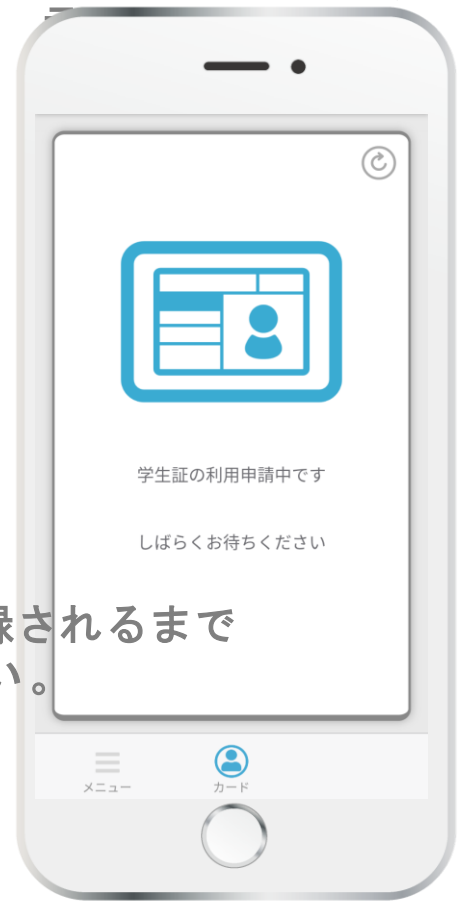 学生証の利用申請中です
しばらくお待ちください
録されるまで
い。
メニュー
カード